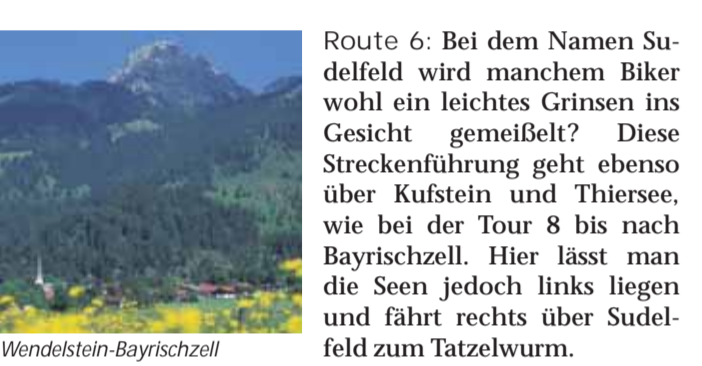 Route 6: Bei dem Namen Su-
delfeld wird manchem Biker
wohl ein leichtes Grinsen ins
Gesicht gemeißelt? Diese
Streckenführung geht ebenso
über Kufstein und Thiersee,
wie bei der Tour 8 bis nach
Bayrischzell. Hier lässt man
die Seen jedoch links liegen
und fährt rechts über Sudel-
feld zum Tatzelwurm.
Wendelstein-Bayrischzell